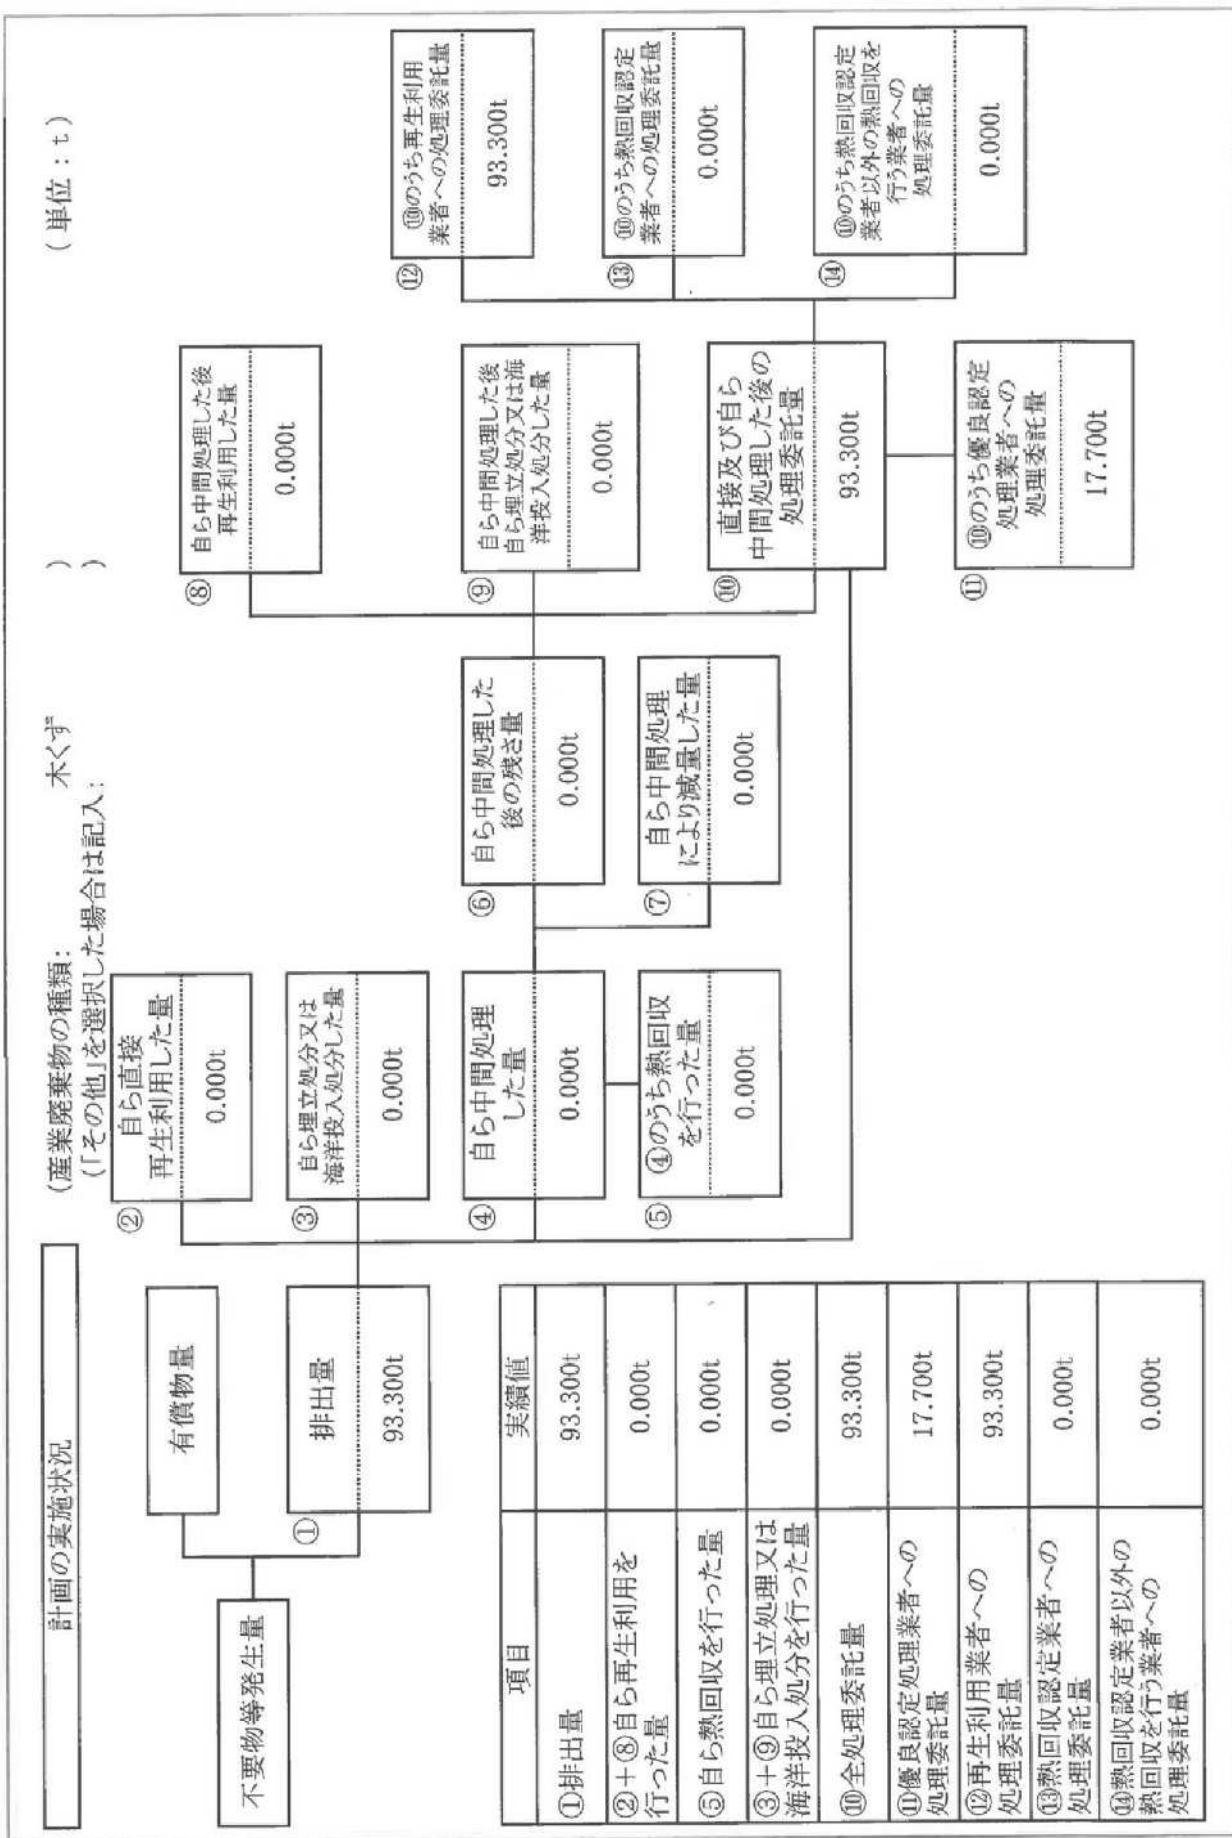 計画の実施状況
(産業廃棄物の種類: 木くず )
(「その他」を選択した場合は記入: )
(単位:t)
不要物等発生量
有償物量
①
排出量
93.300t
②
自ら直接
再生利用した量
0.000t
③
自ら埋立処分又は
海洋投入処分した量
0.000t
④
自ら中間処理
した量
0.000t
⑤
④のうち熱回収
を行った量
0.000t
⑥
自ら中間処理した
後の残さ量
0.000t
⑦
自ら中間処理
により減量した量
0.000t
⑧
自ら中間処理した後
再生利用した量
0.000t
⑨
自ら中間処理した後
自ら埋立処分又は海
洋投入処分した量
0.000t
⑩
直接及び自ら
中間処理した後の
処理委託量
93.300t
⑪
⑩のうち優良認定
処理業者への
処理委託量
17.700t
⑫
⑩のうち再生利用
業者への処理委託量
93.300t
⑬
⑩のうち熱回収認定
業者への処理委託量
0.000t
⑭
⑩のうち熱回収認定
業者以外の熱回収を
行う業者への
処理委託量
0.000t
項目 実績値
①排出量 93.300t
②+⑧自ら再生利用を
行った量 0.000t
⑤自ら熱回収を行った量 0.000t
③+⑨自ら埋立処理又は
海洋投入処分を行った量 0.000t
⑩全処理委託量 93.300t
⑪優良認定処理業者への
処理委託量 17.700t
⑫再生利用業者への
処理委託量 93.300t
⑬熱回収認定業者への
処理委託量 0.000t
⑭熱回収認定業者以外の
熱回収を行う業者への
処理委託量 0.000t